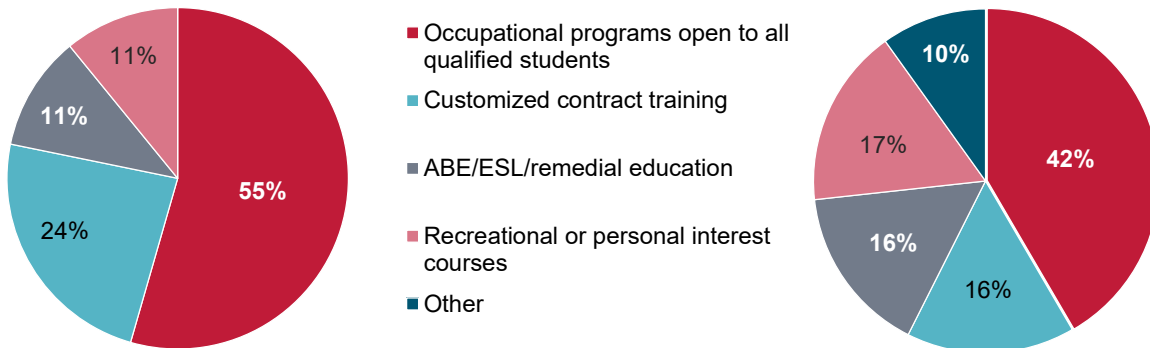 11%
11%
24%
55%
Occupational programs open to all
qualified students
Customized contract training
ABE/ESL/remedial education
Recreational or personal interest
courses
Other
10%
17%
42%
16%
16%